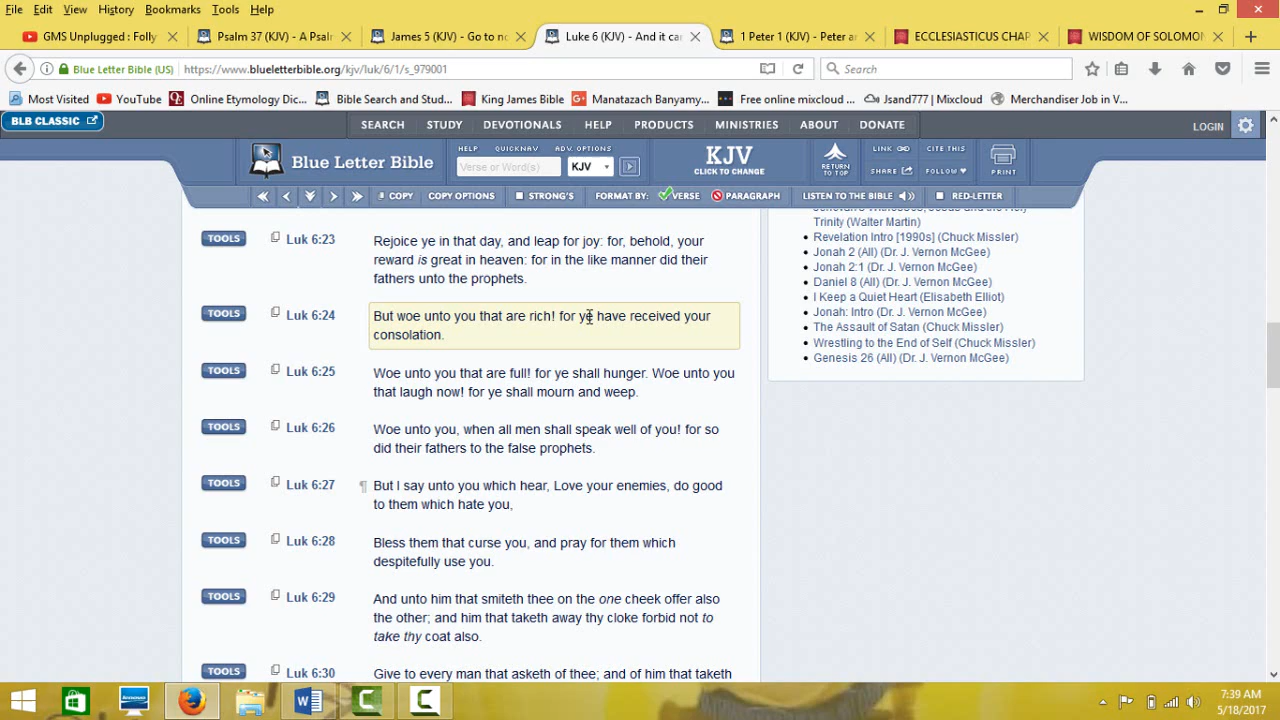 File Edit View History Bookmarks Tools Help
GMS Unplugged : Folly Psalm 37 (KJV) - A Psalm James 5 (KJV) - Go to no Luke 6 (KJV) - And it ca 1 Peter 1 (KJV) - Peter a ECCLESIASTICUS CHAP WISDOM OF SOLOMON
Blue Letter Bible (US) https://www.blueletterbible.org/kjv/luk/6/1/s_979001 Search
Most Visited YouTube Online Etymology Dic... Bible Search and Stud... King James Bible Manatazach Banyamy... Free online mixcloud ... Jsand777 | Mixcloud Merchandiser Job in V...
BLB CLASSIC SEARCH STUDY DEVOTIONALS HELP PRODUCTS MINISTRIES ABOUT DONATE LOGIN
HELP QUICKNAV ADV. OPTIONS
Blue Letter Bible Verse or Word(s) KJV KJV CLICK TO CHANGE RETURN TO TOP LINK CITE THIS SHARE FOLLOW PRINT
COPY COPY OPTIONS STRONG'S FORMAT BY: VERSE PARAGRAPH LISTEN TO THE BIBLE RED-LETTER
TOOLS Luk 6:23 Rejoice ye in that day, and leap for joy: for, behold, your
reward is great in heaven: for in the like manner did their
fathers unto the prophets.
TOOLS Luk 6:24 But woe unto you that are rich! for ye have received your
consolation.
TOOLS Luk 6:25 Woe unto you that are full! for ye shall hunger. Woe unto you
that laugh now! for ye shall mourn and weep.
TOOLS Luk 6:26 Woe unto you, when all men shall speak well of you! for so
did their fathers to the false prophets.
TOOLS Luk 6:27 ¶ But I say unto you which hear, Love your enemies, do good
to them which hate you,
TOOLS Luk 6:28 Bless them that curse you, and pray for them which
despitefully use you.
TOOLS Luk 6:29 And unto him that smiteth thee on the one cheek offer also
the other; and him that taketh away thy cloke forbid not to
take thy coat also.
TOOLS Luk 6:30 Give to every man that asketh of thee; and of him that taketh
Trinity (Walter Martin)
Revelation Intro [1990s] (Chuck Missler)
Jonah 2 (All) (Dr. J. Vernon McGee)
Jonah 2:1 (Dr. J. Vernon McGee)
Daniel 8 (All) (Dr. J. Vernon McGee)
I Keep a Quiet Heart (Elisabeth Elliot)
Jonah: Intro (Dr. J. Vernon McGee)
The Assault of Satan (Chuck Missler)
Wrestling to the End of Self (Chuck Missler)
Genesis 26 (All) (Dr. J. Vernon McGee)
7:39 AM
5/18/2017